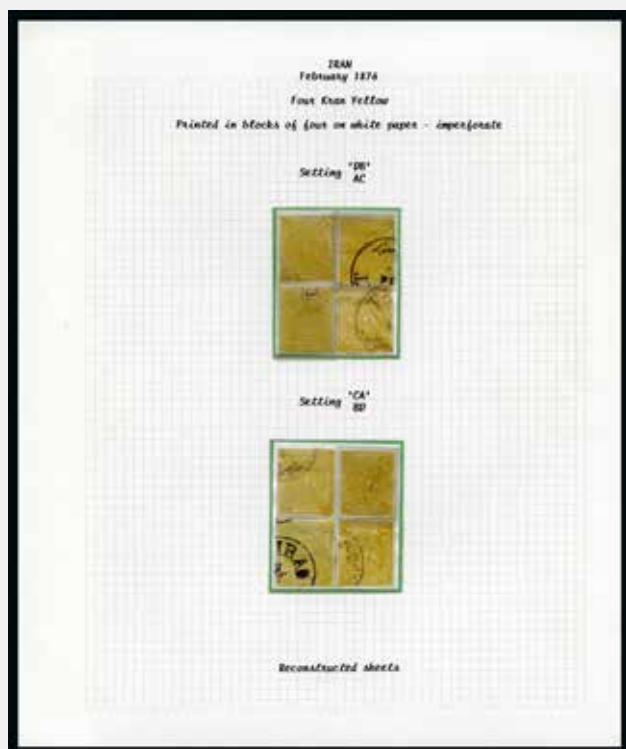 IRAN
February 1876
Four Kran Yellow
Printed in blocks of four on white paper - imperforate
Setting "DB"
AC
Setting "CA"
BD
Reconstructed sheets